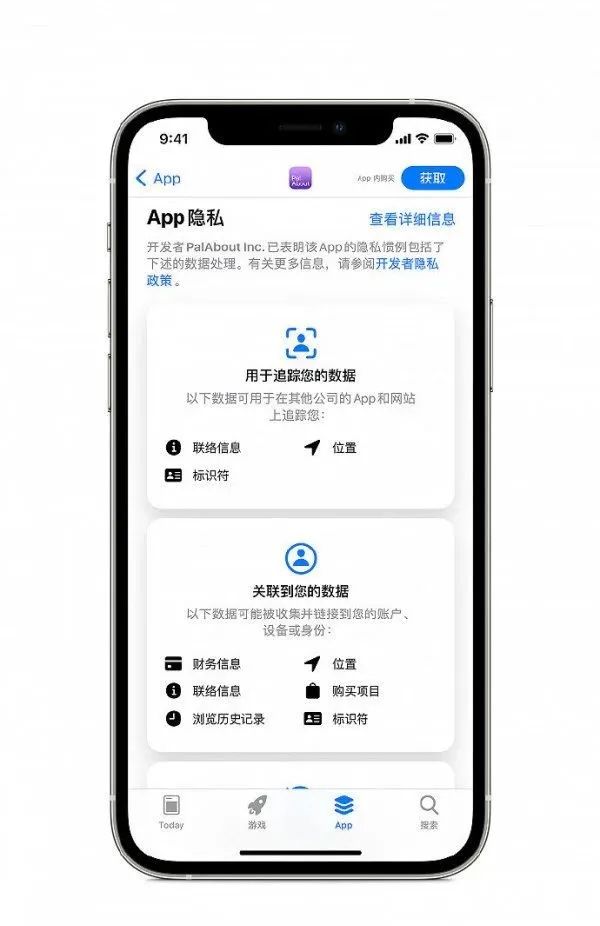 9:41
App
Pal
About
App 内购买
获取
App 隐私
查看详细信息
开发者 PalAbout Inc. 已表明该 App 的隐私惯例包括了
下述的数据处理。有关更多信息，请参阅开发者隐私
政策。
用于追踪您的数据
以下数据可用于在其他公司的 App 和网站
上追踪您：
联络信息
位置
标识符
关联到您的数据
以下数据可能被收集并链接到您的账户、
设备或身份：
财务信息
位置
联络信息
购买项目
浏览历史记录
标识符
Today
游戏
App
搜索